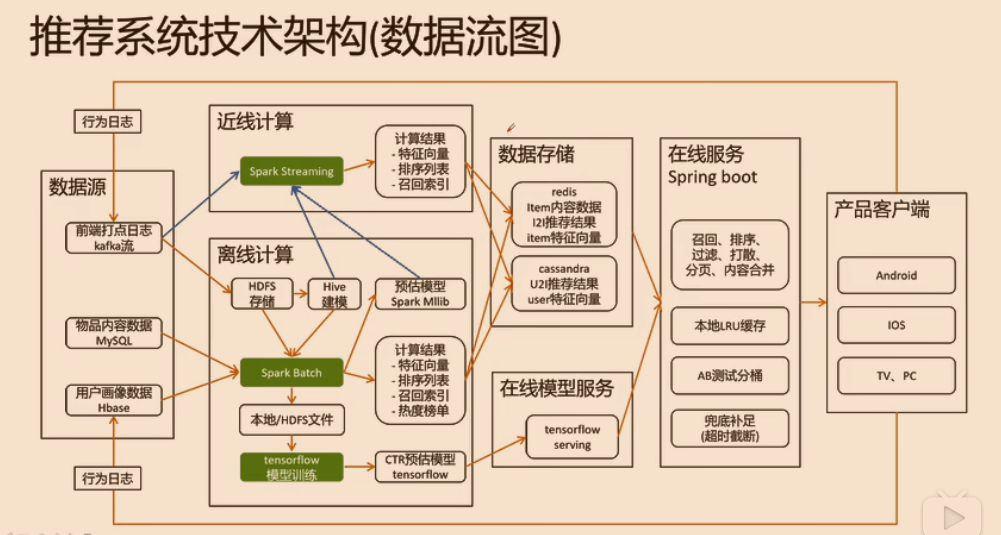 推荐系统技术架构(数据流图)
行为日志
数据源
前端打点日志
kafka流
物品内容数据
MySQL
用户画像数据
Hbase
行为日志
近线计算
Spark Streaming
计算结果
- 特征向量
- 排序列表
- 召回索引
离线计算
HDFS
存储
Hive
建模
预估模型
Spark Mllib
Spark Batch
计算结果
- 特征向量
- 排序列表
- 召回索引
- 热度榜单
本地/HDFS文件
tensorflow
模型训练
CTR预估模型
tensorflow
数据存储
redis
Item内容数据
I2I推荐结果
item特征向量
cassandra
U2I推荐结果
user特征向量
在线模型服务
tensorflow
serving
在线服务
Spring boot
召回、排序、
过滤、打散、
分页、内容合并
本地LRU缓存
AB测试分桶
兜底补足
(超时截断)
产品客户端
Android
IOS
TV、PC